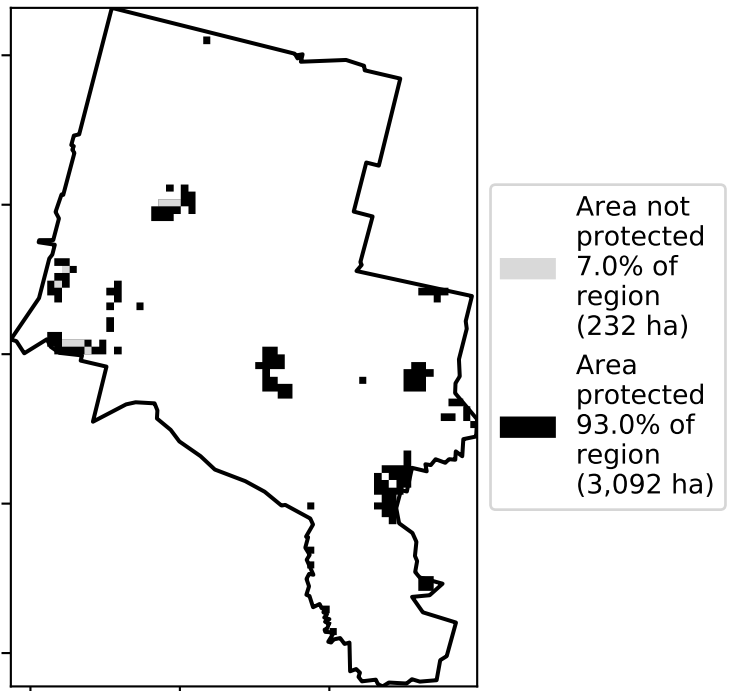 Area not
protected
7.0% of
region
(232 ha)
Area
protected
93.0% of
region
(3,092 ha)